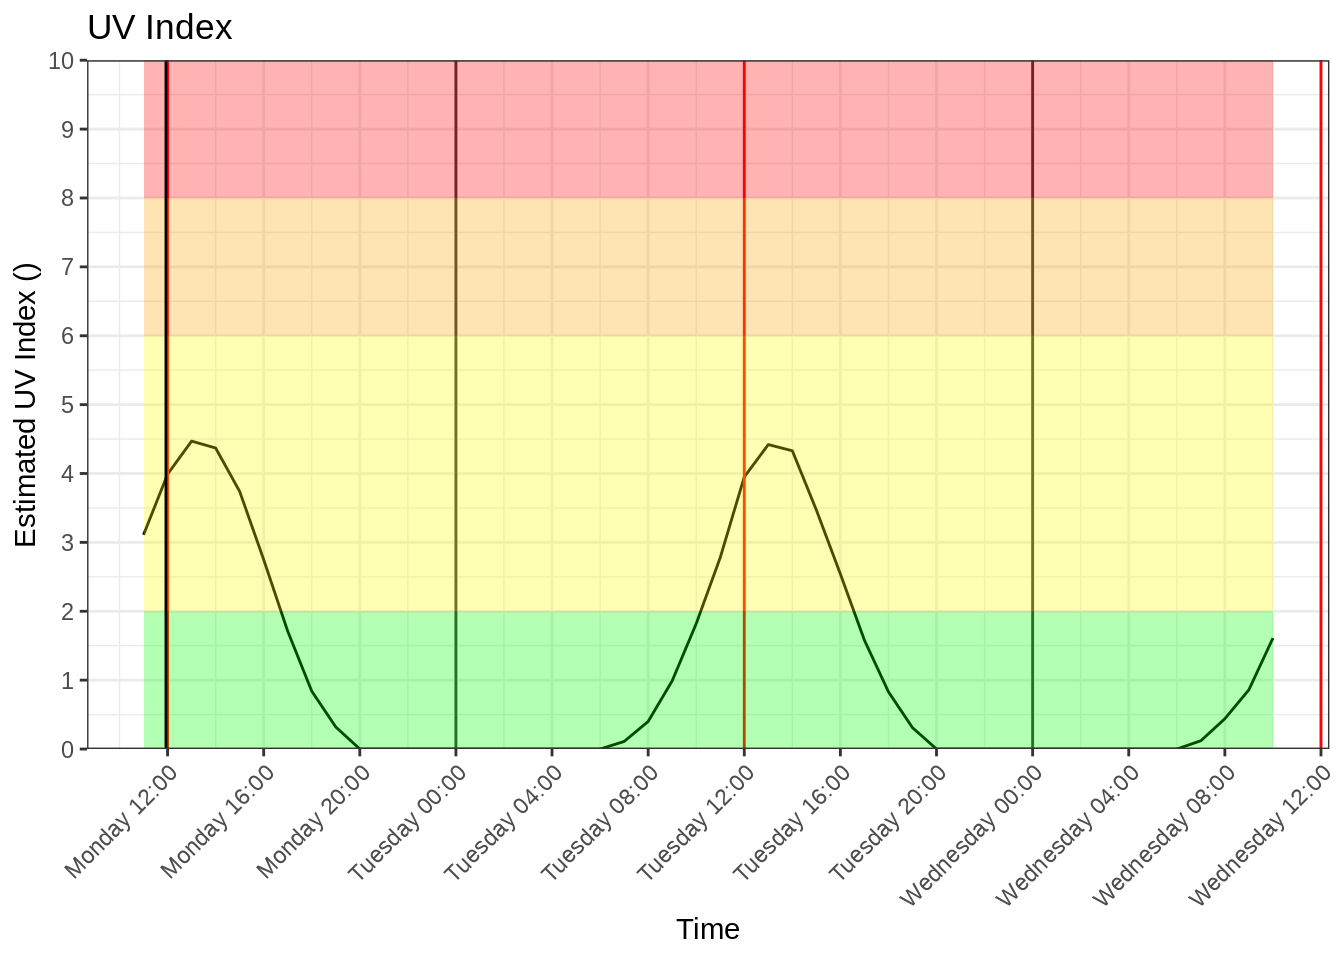 UV Index
Estimated UV Index ()
10
9
8
7
6
5
4
3
2
1
0
Monday 12:00
Monday 16:00
Monday 20:00
Tuesday 00:00
Tuesday 04:00
Tuesday 08:00
Tuesday 12:00
Tuesday 16:00
Tuesday 20:00
Wednesday 00:00
Wednesday 04:00
Wednesday 08:00
Wednesday 12:00
Time